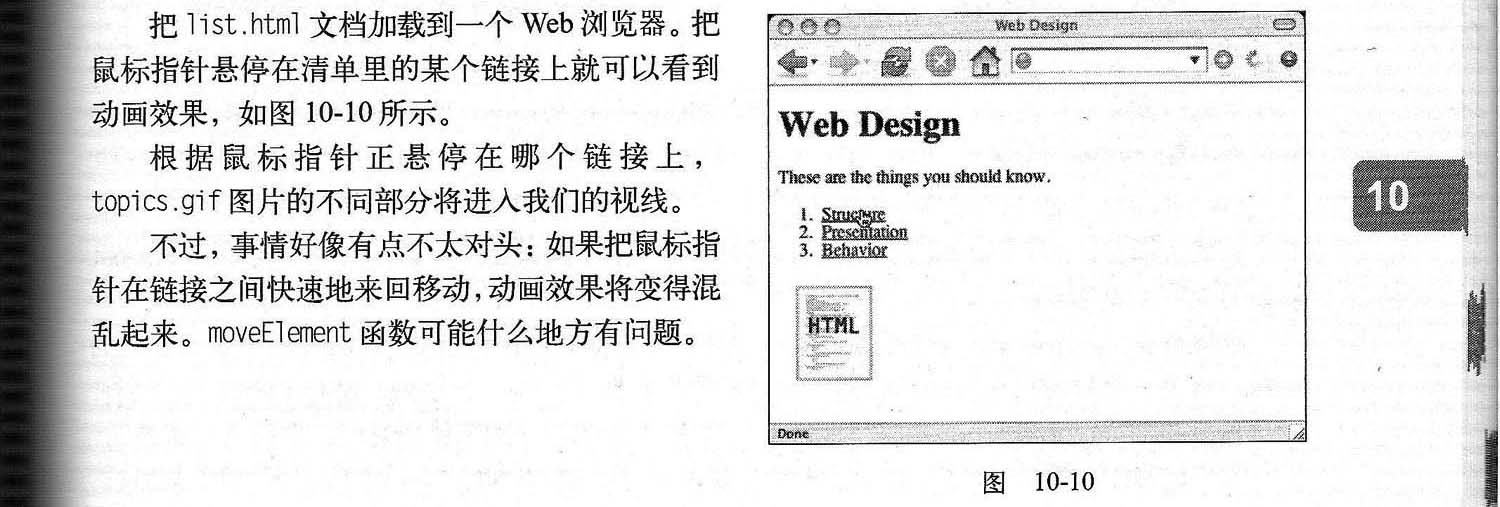 把 list.html 文档加载到一个 Web 浏览器。把
鼠标指针悬停在清单里的某个链接上就可以看到
动画效果，如图 10-10 所示。
根据鼠标指针正悬停在哪个链接上，
topics.gif 图片的不同部分将进入我们的视线。
不过，事情好像有点不太对头：如果把鼠标指
针在链接之间快速地来回移动，动画效果将变得混
乱起来。moveElement 函数可能什么地方有问题。
Web Design
Web Design
These are the things you should know.
1. Structure
2. Presentation
3. Behavior
HTML
Done
图 10-10
10